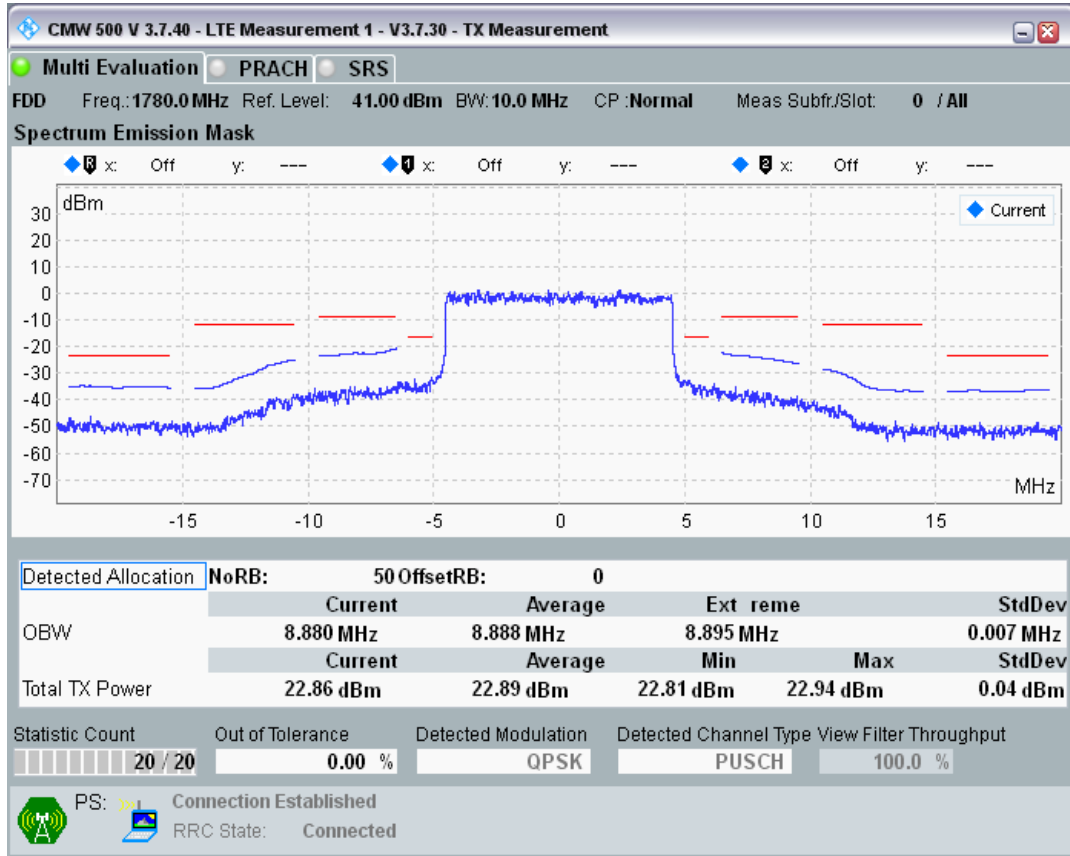 CMW 500 V 3.7.40 - LTE Measurement 1 - V3.7.30 - TX Measurement
Multi Evaluation PRACH SRS
FDD Freq.: 1780.0 MHz Ref. Level: 41.00 dBm BW: 10.0 MHz CP : Normal Meas Subfr./Slot: 0 / All
Spectrum Emission Mask
R x: Off y: --- 1 x: Off y: --- 2 x: Off y: ---
dBm
Current
30
20
10
0
-10
-20
-30
-40
-50
-60
-70
MHz
-15 -10 -5 0 5 10 15
Detected Allocation NoRB: 50 OffsetRB: 0
Current Average Ext reme StdDev
OBW 8.880 MHz 8.888 MHz 8.895 MHz 0.007 MHz
Current Average Min Max StdDev
Total TX Power 22.86 dBm 22.89 dBm 22.81 dBm 22.94 dBm 0.04 dBm
Statistic Count Out of Tolerance Detected Modulation Detected Channel Type View Filter Throughput
20 / 20 0.00 % QPSK PUSCH 100.0 %
PS: Connection Established
RRC State: Connected